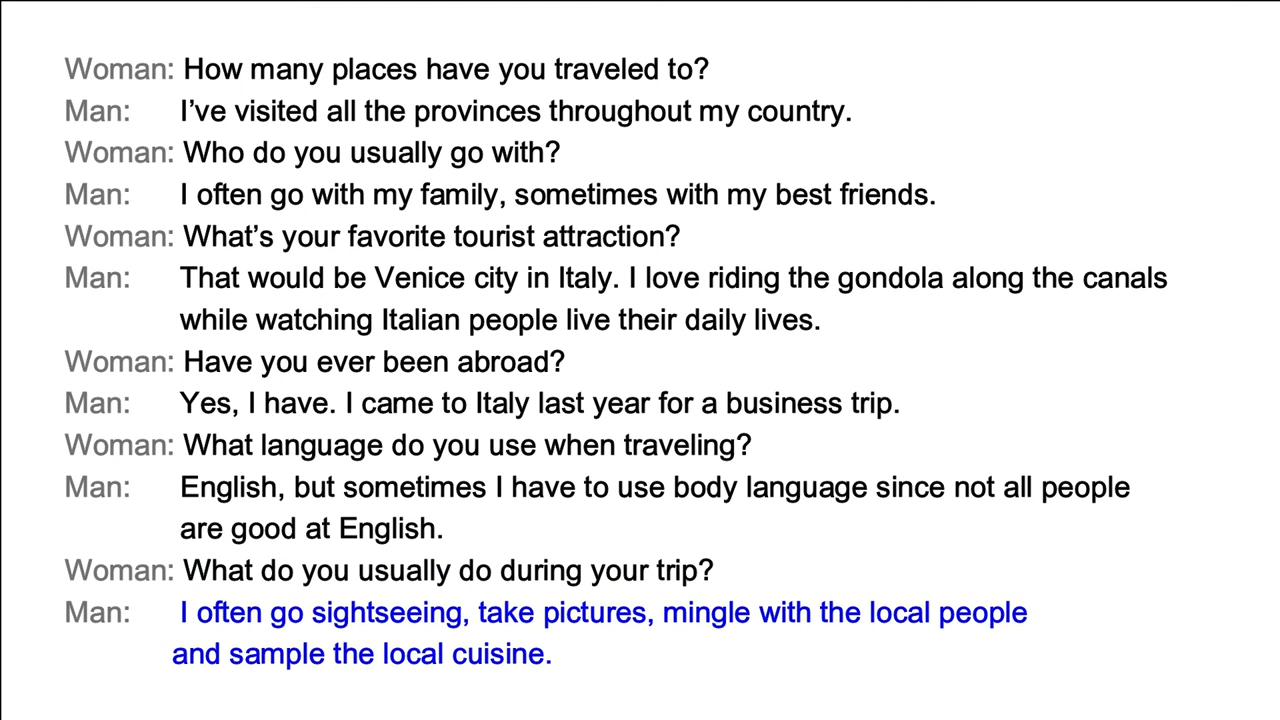 Woman: How many places have you traveled to?
Man: I’ve visited all the provinces throughout my country.
Woman: Who do you usually go with?
Man: I often go with my family, sometimes with my best friends.
Woman: What’s your favorite tourist attraction?
Man: That would be Venice city in Italy. I love riding the gondola along the canals
while watching Italian people live their daily lives.
Woman: Have you ever been abroad?
Man: Yes, I have. I came to Italy last year for a business trip.
Woman: What language do you use when traveling?
Man: English, but sometimes I have to use body language since not all people
are good at English.
Woman: What do you usually do during your trip?
Man: I often go sightseeing, take pictures, mingle with the local people
and sample the local cuisine.